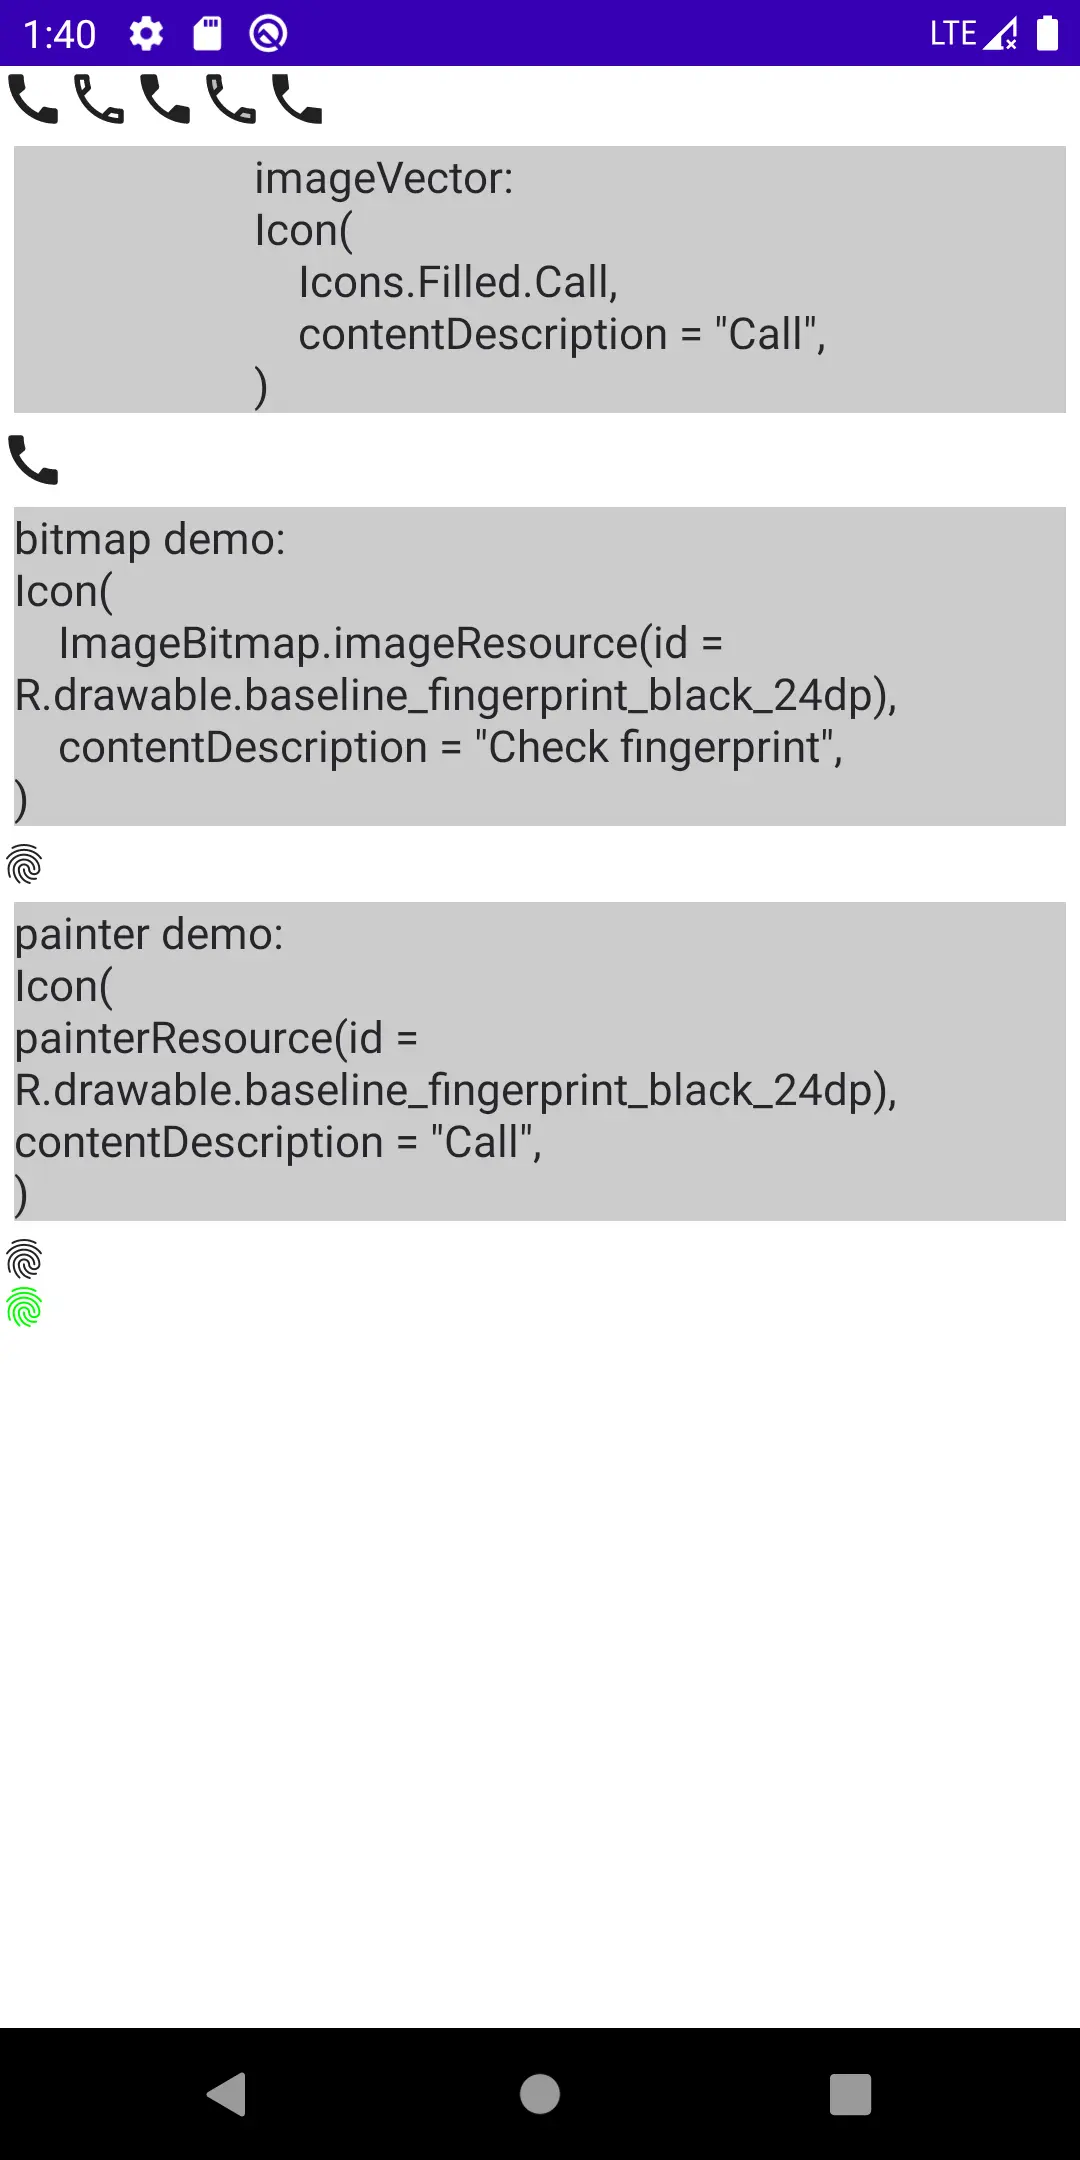 1:40 LTE
imageVector:
Icon(
    Icons.Filled.Call,
    contentDescription = "Call",
)
bitmap demo:
Icon(
    ImageBitmap.imageResource(id =
R.drawable.baseline_fingerprint_black_24dp),
    contentDescription = "Check fingerprint",
)
painter demo:
Icon(
painterResource(id =
R.drawable.baseline_fingerprint_black_24dp),
contentDescription = "Call",
)